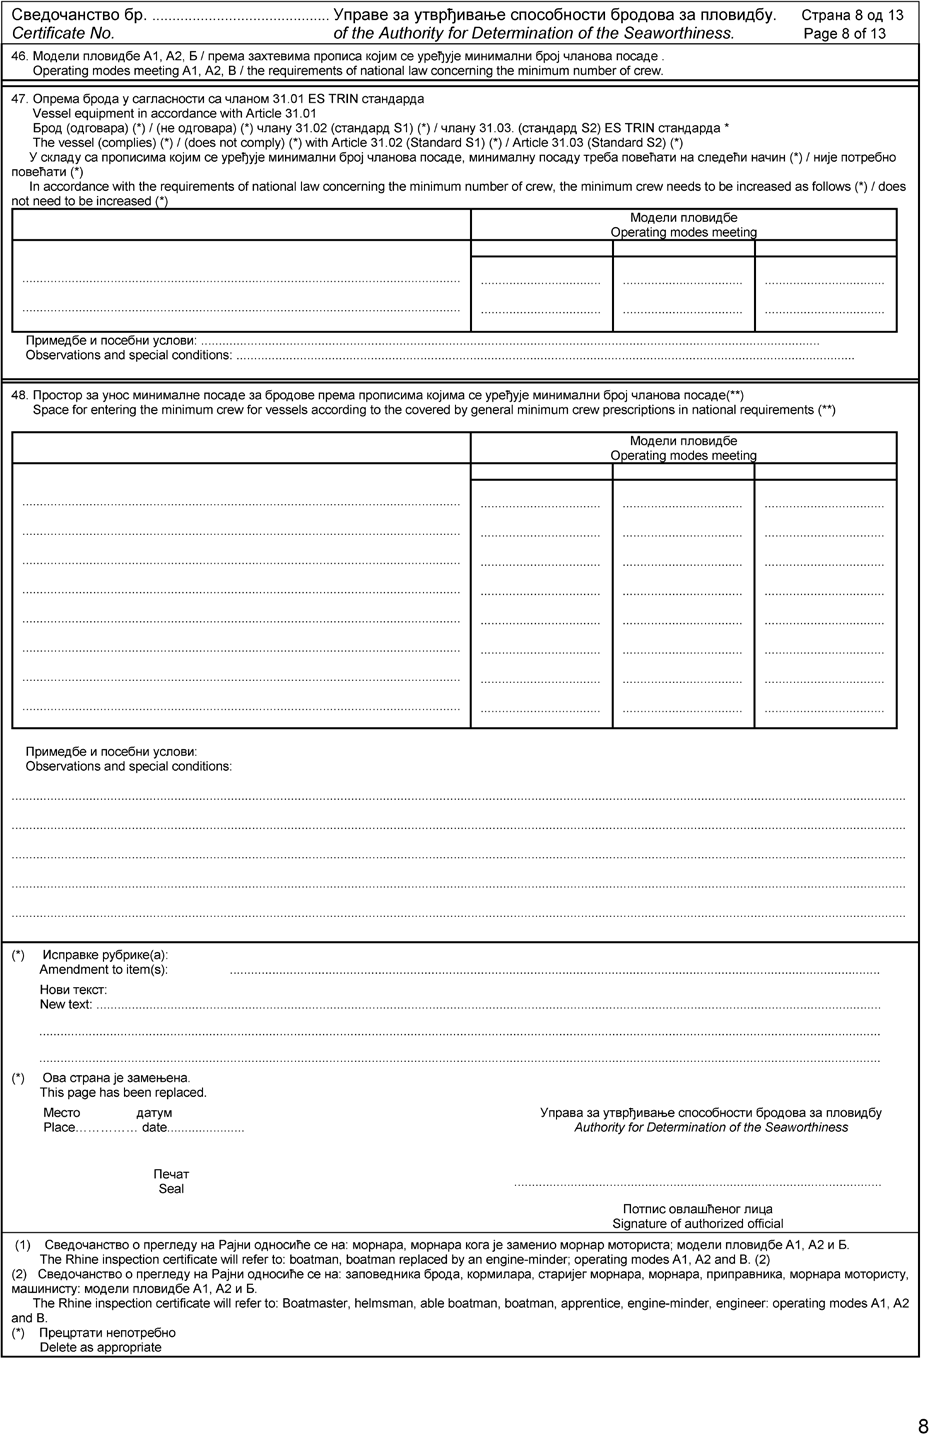 Сведочанство бр. .......................................... Управе за утврђивање способности бродова за пловидбу. Страна 8 од 13
Certificate No. of the Authority for Determination of the Seaworthiness. Page 8 of 13
46. Модели пловидбе А1, А2, Б / према захтевима прописа којим се уређује минимални број чланова посаде .
Operating modes meeting A1, A2, B / the requirements of national law concerning the minimum number of crew.
47. Опрема брода у сагласности са чланом 31.01 ES TRIN стандарда
Vessel equipment in accordance with Article 31.01
Брод (одговара) (*) / (не одговара) (*) члану 31.02 (стандард S1) (*) / члану 31.03. (стандард S2) ES TRIN стандарда *
The vessel (complies) (*) / (does not comply) (*) with Article 31.02 (Standard S1) (*) / Article 31.03 (Standard S2) (*)
У складу са прописима којим се уређује минимални број чланова посаде, минималну посаду треба повећати на следећи начин (*) / није потребно
повећати (*)
In accordance with the requirements of national law concerning the minimum number of crew, the minimum crew needs to be increased as follows (*) / does
not need to be increased (*)
Модели пловидбе
Operating modes meeting
Примедбе и посебни услови: ..........................................
Observations and special conditions: ..........................................
48. Простор за унос минималне посаде за бродове према прописима којима се уређује минимални број чланова посаде(**)
Space for entering the minimum crew for vessels according to the covered by general minimum crew prescriptions in national requirements (**)
Модели пловидбе
Operating modes meeting
Примедбе и посебни услови:
Observations and special conditions:
(*) Исправке рубрике(а):
Amendment to item(s): ..........................................
Нови текст:
New text: ..........................................
(*) Ова страна је замењена.
This page has been replaced.
Место датум Управа за утврђивање способности бродова за пловидбу
Place…………… date...................... Authority for Determination of the Seaworthiness
Печат
Seal
Потпис овлашћеног лица
Signature of authorized official
(1) Сведочанство о прегледу на Рајни односиће се на: морнара, морнара кога је заменио морнар моториста; модели пловидбе А1, А2 и Б.
The Rhine inspection certificate will refer to: boatman, boatman replaced by an engine-minder; operating modes A1, A2 and B. (2)
(2) Сведочанство о прегледу на Рајни односиће се на: заповедника брода, кормилара, старијег морнара, морнара, приправника, морнара мотористу,
машинисту: модели пловидбе А1, А2 и Б.
The Rhine inspection certificate will refer to: Boatmaster, helmsman, able boatman, boatman, apprentice, engine-minder, engineer: operating modes A1, A2
and B.
(*) Прецртати непотребно
Delete as appropriate
8